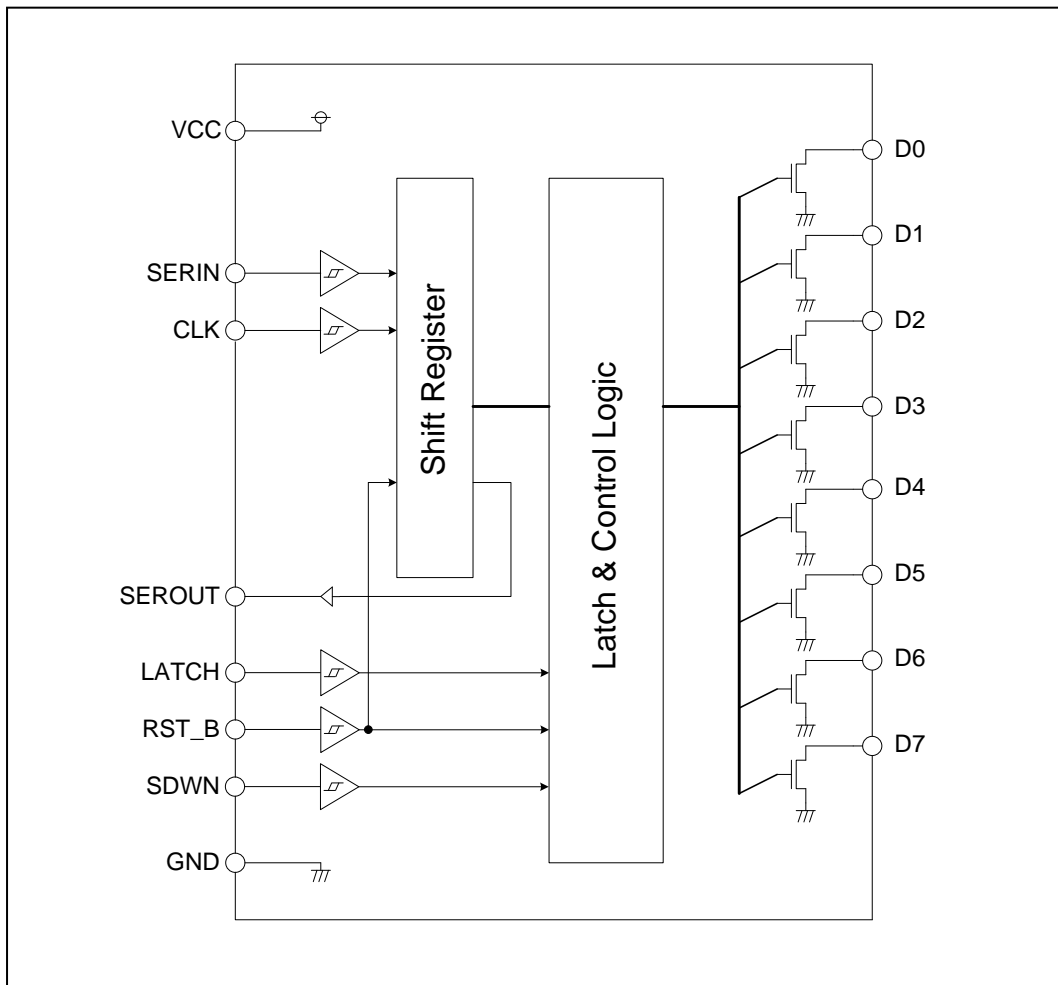 VCC
SERIN
CLK
SEROUT
LATCH
RST_B
SDWN
GND
Shift Register
Latch & Control Logic
D0
D1
D2
D3
D4
D5
D6
D7